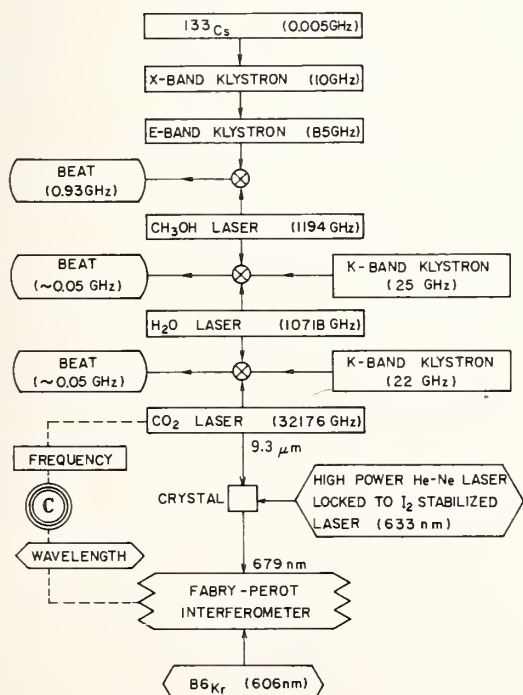 133Cs (0.005GHz)
X-BAND KLYSTRON (10GHz)
E-BAND KLYSTRON (85GHz)
BEAT
(0.93GHz)
CH3OH LASER (1194 GHz)
BEAT
(~0.05 GHz)
K-BAND KLYSTRON
(25 GHz)
H2O LASER (10718 GHz)
BEAT
(~0.05 GHz)
K-BAND KLYSTRON
(22 GHz)
CO2 LASER (32176 GHz)
9.3 μm
FREQUENCY
CRYSTAL
HIGH POWER He-Ne LASER
LOCKED TO I2 STABILIZED
LASER (633 nm)
C
WAVELENGTH
679nm
FABRY-PEROT
INTERFEROMETER
86Kr (606nm)